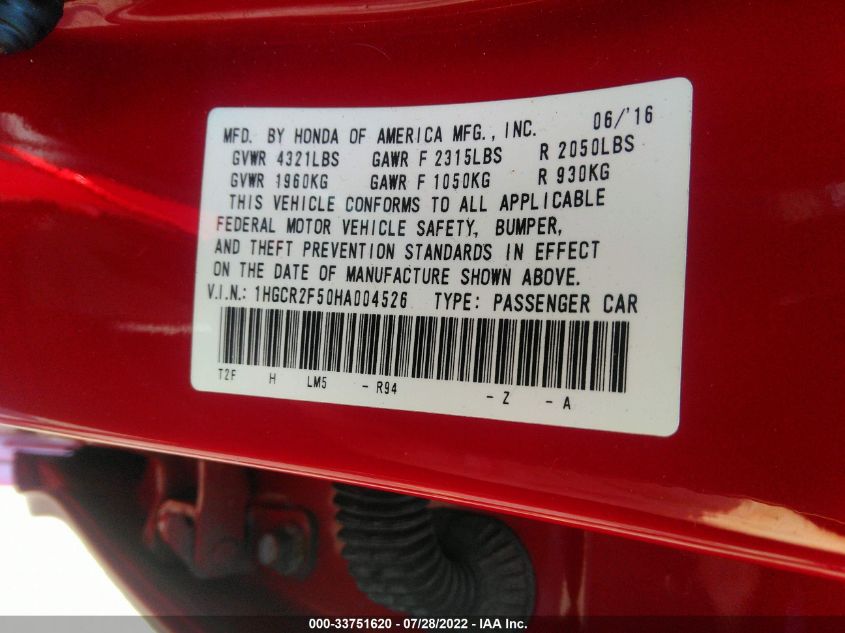 MFD. BY HONDA OF AMERICA MFG., INC. 06/'16
GVWR 4321LBS GAWR F 2315LBS R 2050LBS
GVWR 1960KG GAWR F 1050KG R 930KG
THIS VEHICLE CONFORMS TO ALL APPLICABLE
FEDERAL MOTOR VEHICLE SAFETY, BUMPER,
AND THEFT PREVENTION STANDARDS IN EFFECT
ON THE DATE OF MANUFACTURE SHOWN ABOVE.
V.I.N.: 1HGCR2F50HA004526 TYPE: PASSENGER CAR
T2F H LM5 - R94 - Z - A
000-33751620 - 07/28/2022 - IAA Inc.